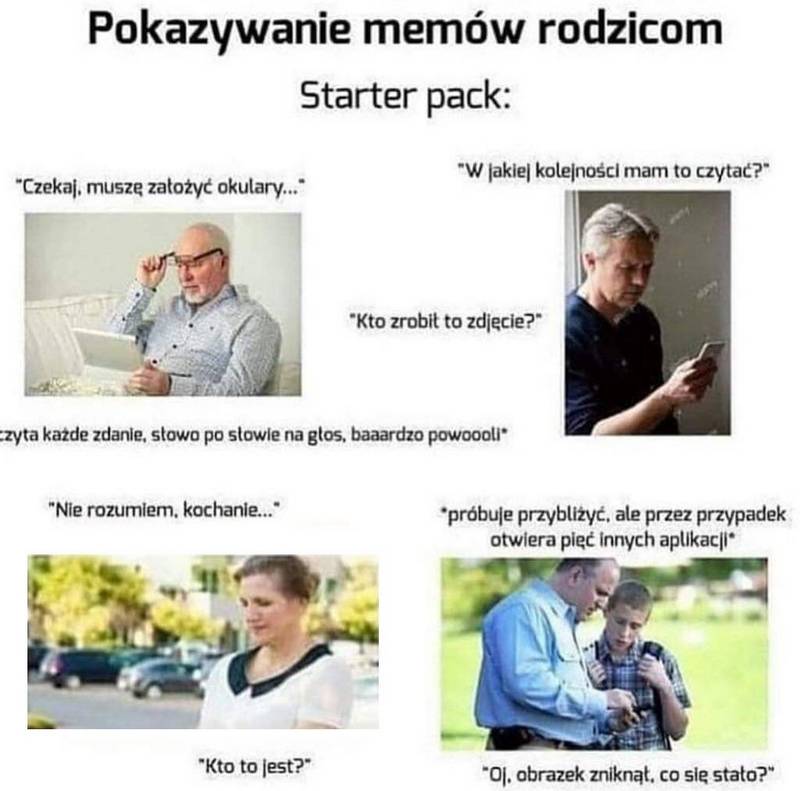 Pokazywanie memów rodzicom
Starter pack:
"Czekaj, muszę założyć okulary..."
"W jakiej kolejności mam to czytać?"
"Kto zrobił to zdjęcie?"
czyta każde zdanie, słowo po słowie na głos, baaardzo powoooli*
"Nie rozumiem, kochanie..."
*próbuje przybliżyć, ale przez przypadek
otwiera pięć innych aplikacji*
"Kto to jest?"
"Oj, obrazek zniknął, co się stało?"